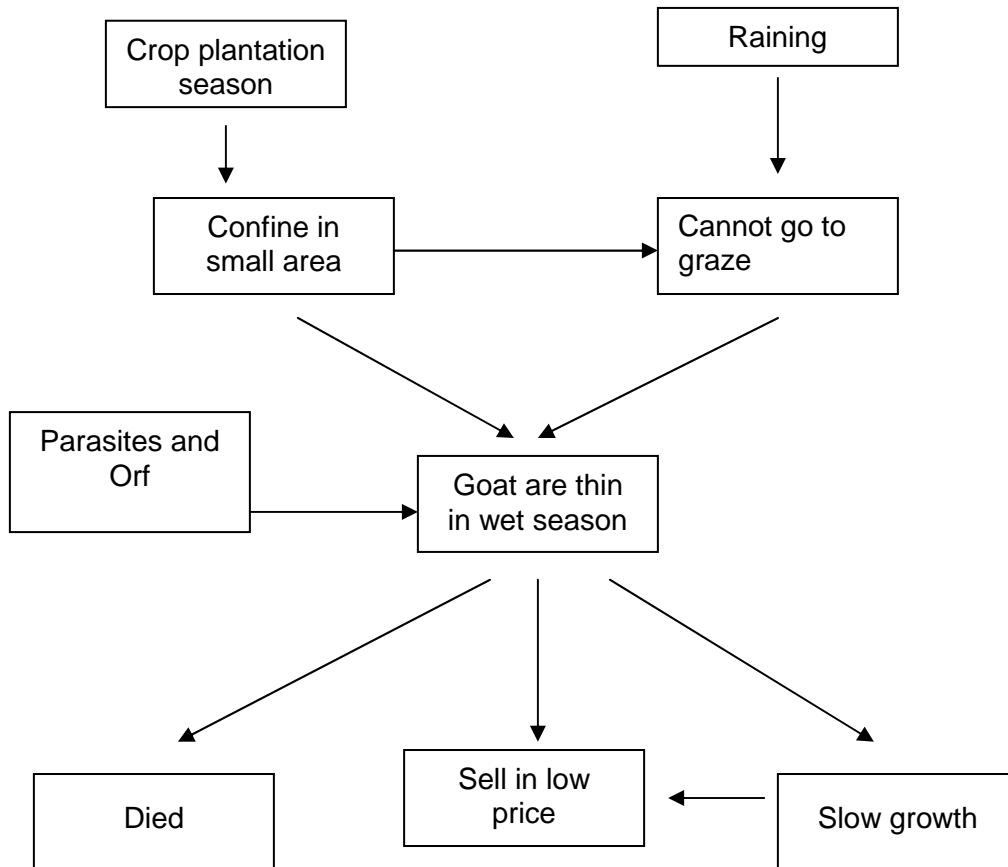 Crop plantation
season
Raining
Confine in
small area
Cannot go to
graze
Parasites and
Orf
Goat are thin
in wet season
Died
Sell in low
price
Slow growth